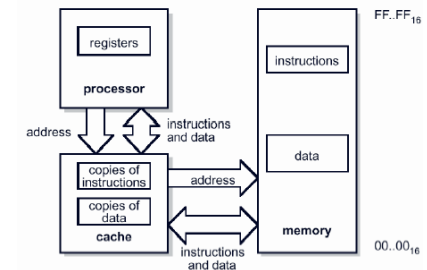 FF..FF16
registers
instructions
processor
address
instructions
and data
copies of
instructions
data
address
copies of
data
cache
memory
00..0016
instructions
and data